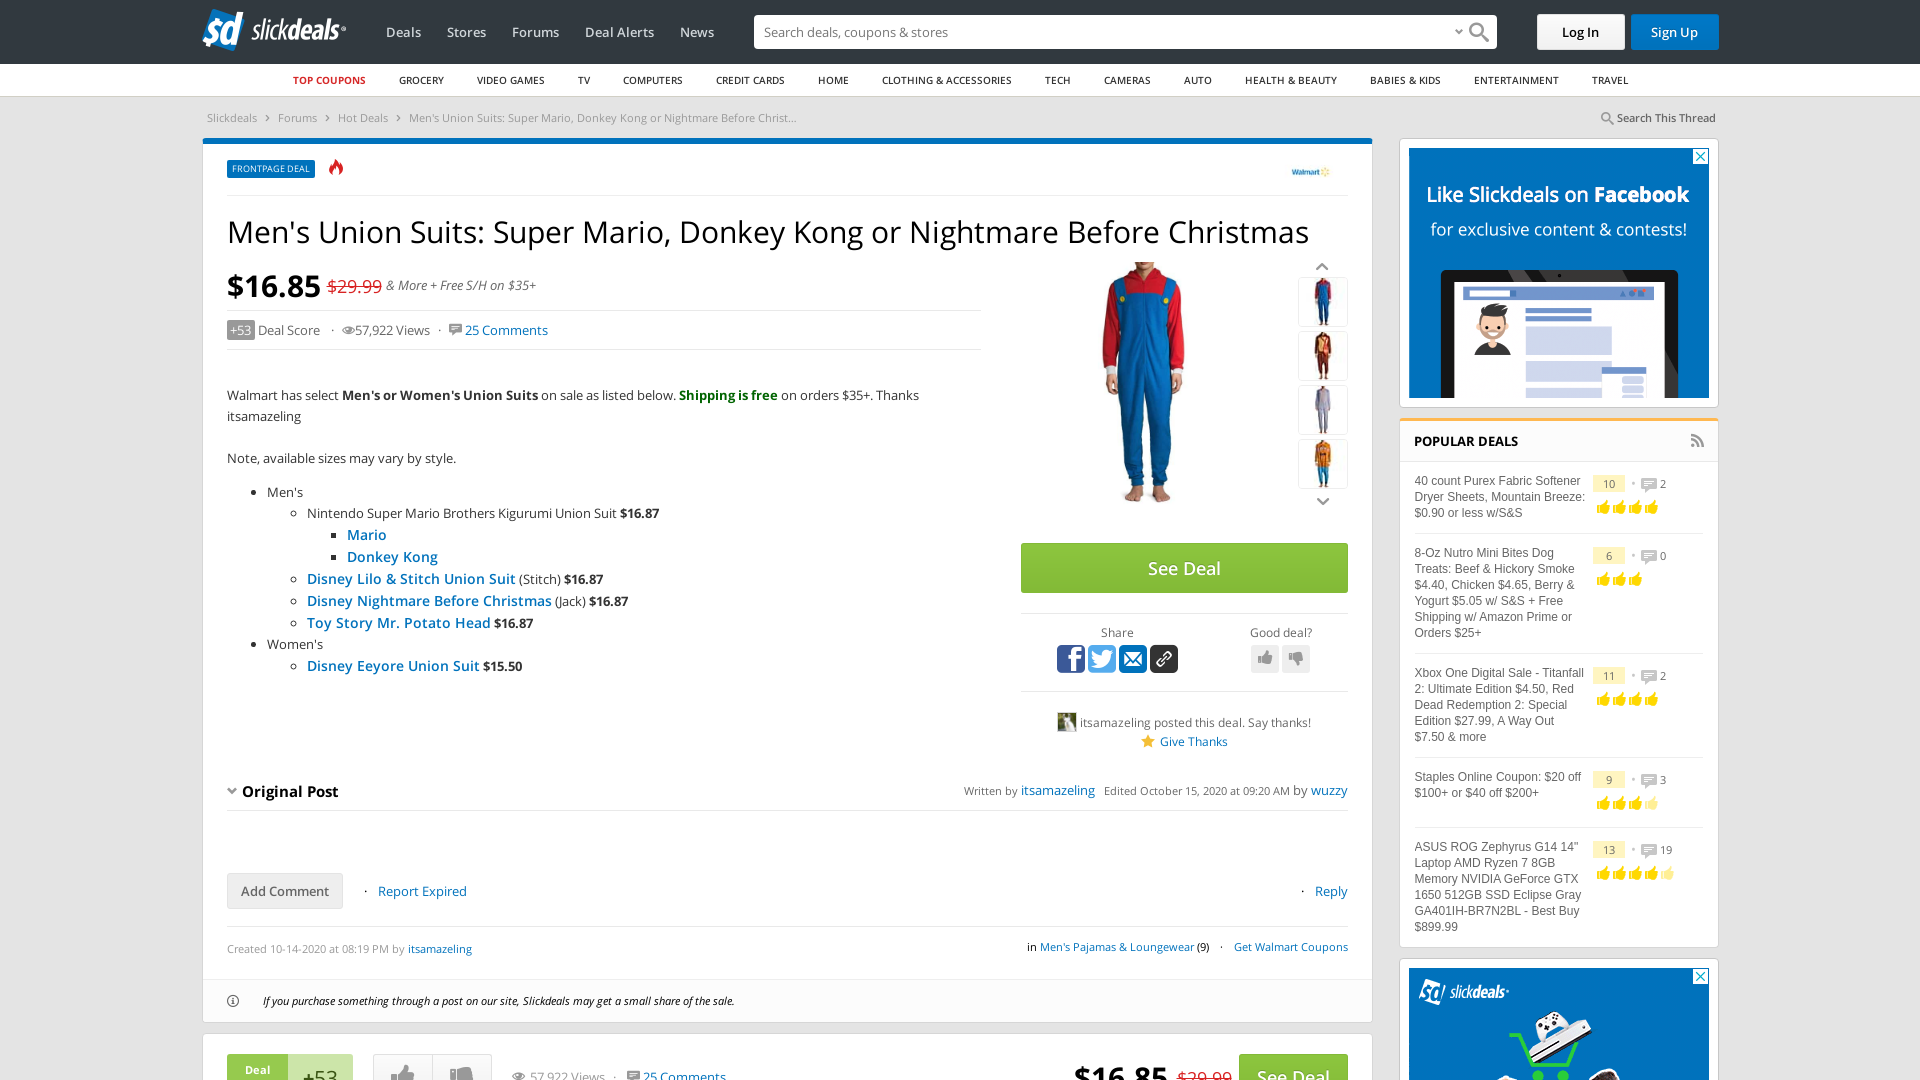 slickdeals
Deals
Stores
Forums
Deal Alerts
News
Search deals, coupons & stores
Log In
Sign Up
TOP COUPONS
GROCERY
VIDEO GAMES
TV
COMPUTERS
CREDIT CARDS
HOME
CLOTHING & ACCESSORIES
TECH
CAMERAS
AUTO
HEALTH & BEAUTY
BABIES & KIDS
ENTERTAINMENT
TRAVEL
Slickdeals › Forums › Hot Deals › Men's Union Suits: Super Mario, Donkey Kong or Nightmare Before Christ...
Search This Thread
FRONTPAGE DEAL
Walmart
Men's Union Suits: Super Mario, Donkey Kong or Nightmare Before Christmas
$16.85 $29.99 & More + Free S/H on $35+
+53 Deal Score · 57,922 Views · 25 Comments
Walmart has select Men's or Women's Union Suits on sale as listed below. Shipping is free on orders $35+. Thanks
itsamazeling
Note, available sizes may vary by style.
Men's
Nintendo Super Mario Brothers Kigurumi Union Suit $16.87
Mario
Donkey Kong
Disney Lilo & Stitch Union Suit (Stitch) $16.87
Disney Nightmare Before Christmas (Jack) $16.87
Toy Story Mr. Potato Head $16.87
Women's
Disney Eeyore Union Suit $15.50
See Deal
Share
Good deal?
itsamazeling posted this deal. Say thanks!
Give Thanks
Original Post
Written by itsamazeling Edited October 15, 2020 at 09:20 AM by wuzzy
Add Comment
· Report Expired
· Reply
Created 10-14-2020 at 08:19 PM by itsamazeling
in Men's Pajamas & Loungewear (9) · Get Walmart Coupons
If you purchase something through a post on our site, Slickdeals may get a small share of the sale.
Deal
+53
57,922 Views · 25 Comments
$16.85 $29.99
See Deal
Like Slickdeals on Facebook
for exclusive content & contests!
POPULAR DEALS
40 count Purex Fabric Softener
Dryer Sheets, Mountain Breeze:
$0.90 or less w/S&S
10 • 2
8-Oz Nutro Mini Bites Dog
Treats: Beef & Hickory Smoke
$4.40, Chicken $4.65, Berry &
Yogurt $5.05 w/ S&S + Free
Shipping w/ Amazon Prime or
Orders $25+
6 • 0
Xbox One Digital Sale - Titanfall
2: Ultimate Edition $4.50, Red
Dead Redemption 2: Special
Edition $27.99, A Way Out
$7.50 & more
11 • 2
Staples Online Coupon: $20 off
$100+ or $40 off $200+
9 • 3
ASUS ROG Zephyrus G14 14"
Laptop AMD Ryzen 7 8GB
Memory NVIDIA GeForce GTX
1650 512GB SSD Eclipse Gray
GA401IH-BR7N2BL - Best Buy
$899.99
13 • 19
slickdeals